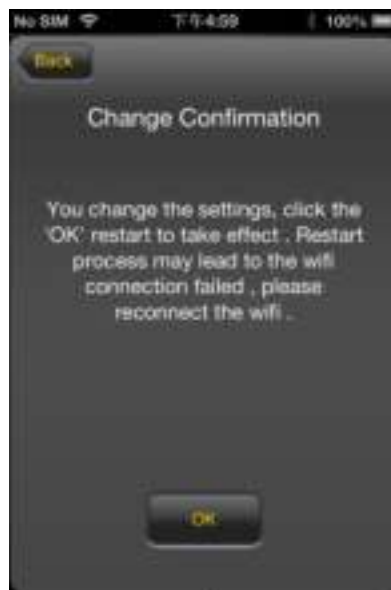 No SIM 下午4:59 100%
Back
Change Confirmation
You change the settings, click the
'OK' restart to take effect . Restart
process may lead to the wifi
connection failed , please
reconnect the wifi .
OK